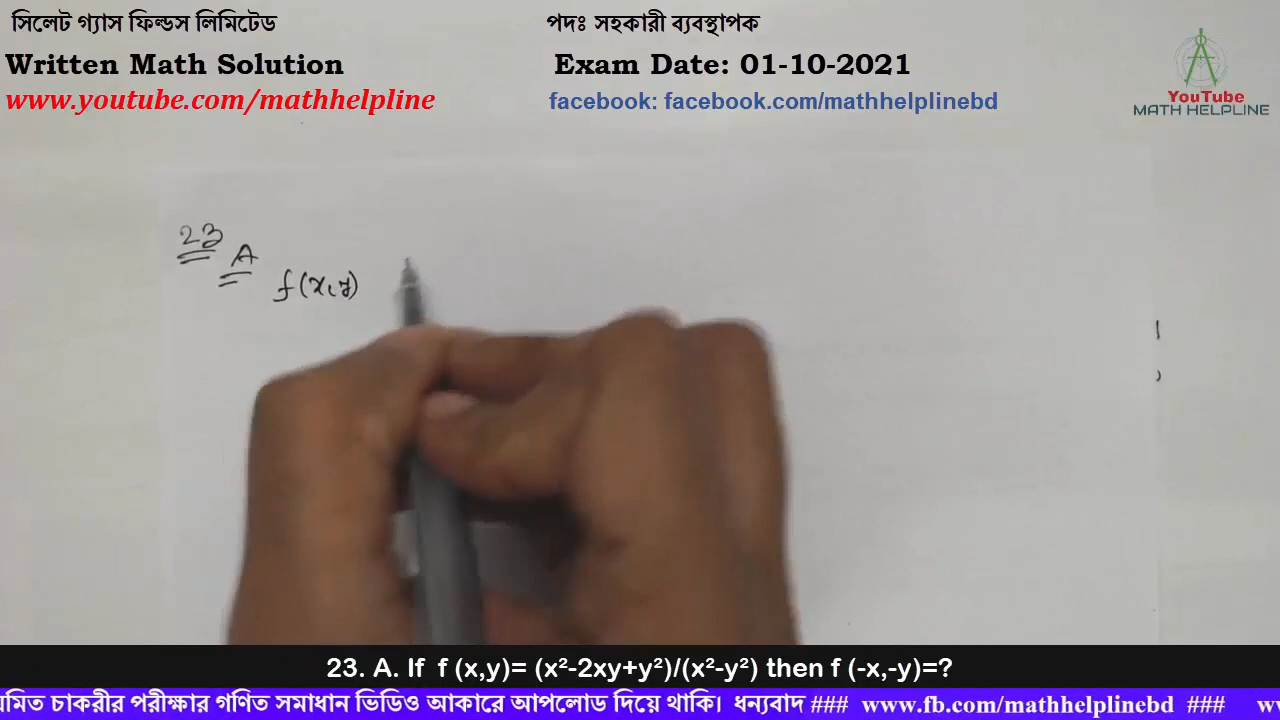 সিলেট গ্যাস ফিল্ডস লিমিটেড
পদঃ সহকারী ব্যবস্থাপক
Written Math Solution
Exam Date: 01-10-2021
www.youtube.com/mathhelpline
facebook: facebook.com/mathhelplinebd
YouTube
MATH HELPLINE
23
A
f(x,y)
23. A. If f (x,y)= (x²-2xy+y²)/(x²-y²) then f (-x,-y)=?
চাকরীর পরীক্ষার গণিত সমাধান ভিডিও আকারে আপলোড দিয়ে থাকি। ধন্যবাদ ### www.fb.com/mathhelplinebd ###